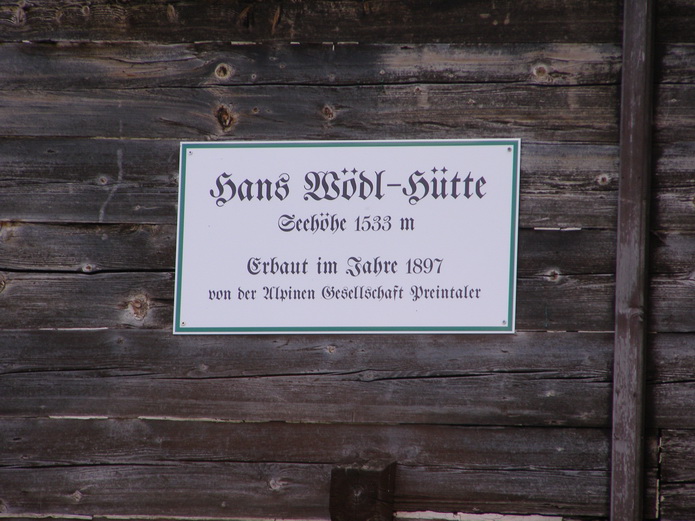 Hans Wödl-Hütte
Seehöhe 1533 m
Erbaut im Jahre 1897
von der Alpinen Gesellschaft Preintaler